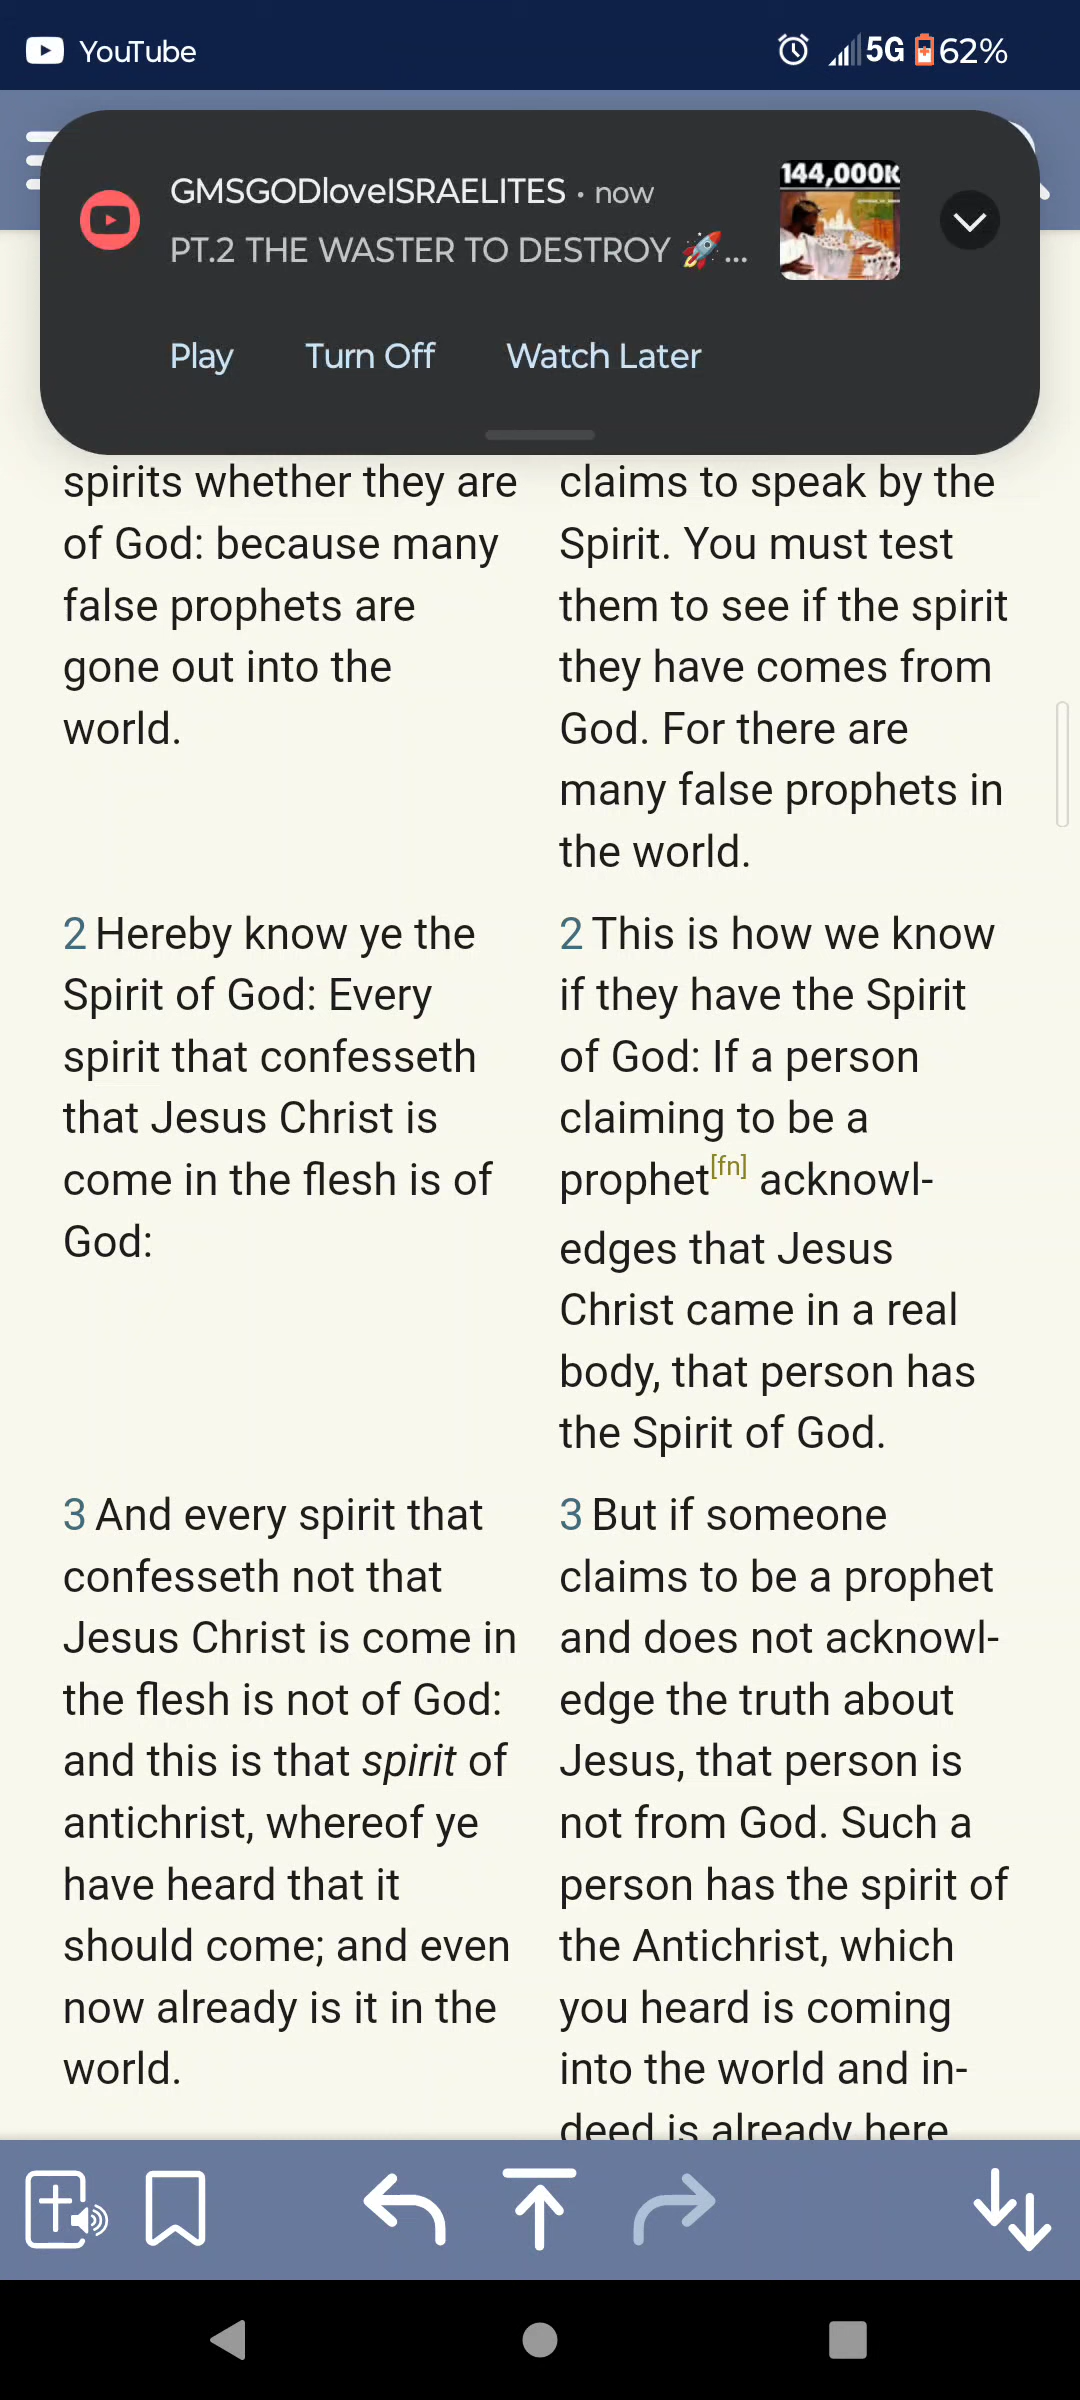 YouTube
5G 62%
GMSGODloveISRAELITES • now
PT.2 THE WASTER TO DESTROY 🚀...
144,000K
Play Turn Off Watch Later
spirits whether they are
of God: because many
false prophets are
gone out into the
world.
claims to speak by the
Spirit. You must test
them to see if the spirit
they have comes from
God. For there are
many false prophets in
the world.
2 Hereby know ye the
Spirit of God: Every
spirit that confesseth
that Jesus Christ is
come in the flesh is of
God:
2 This is how we know
if they have the Spirit
of God: If a person
claiming to be a
prophet[fn] acknowl-
edges that Jesus
Christ came in a real
body, that person has
the Spirit of God.
3 And every spirit that
confesseth not that
Jesus Christ is come in
the flesh is not of God:
and this is that spirit of
antichrist, whereof ye
have heard that it
should come; and even
now already is it in the
world.
3 But if someone
claims to be a prophet
and does not acknowl-
edge the truth about
Jesus, that person is
not from God. Such a
person has the spirit of
the Antichrist, which
you heard is coming
into the world and in-
deed is already here